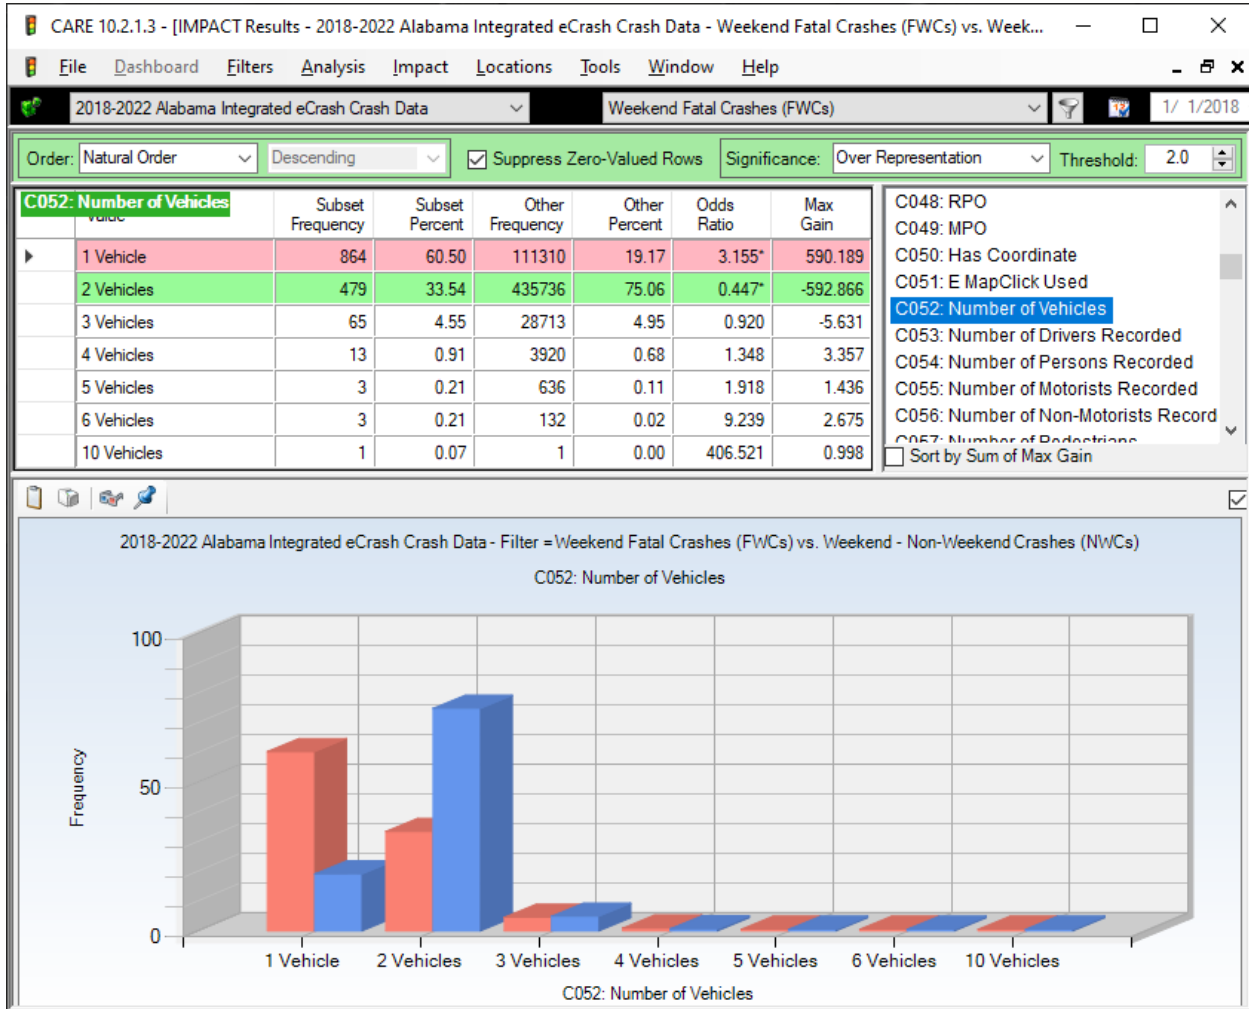 CARE 10.2.1.3 - [IMPACT Results - 2018-2022 Alabama Integrated eCrash Crash Data - Weekend Fatal Crashes (FWCs) vs. Week...
File Dashboard Filters Analysis Impact Locations Tools Window Help
2018-2022 Alabama Integrated eCrash Crash Data Weekend Fatal Crashes (FWCs) 1/ 1/2018
Order: Natural Order Descending Suppress Zero-Valued Rows Significance: Over Representation Threshold: 2.0
C052: Number of Vehicles
Value Subset Frequency Subset Percent Other Frequency Other Percent Odds Ratio Max Gain
1 Vehicle 864 60.50 111310 19.17 3.155* 590.189
2 Vehicles 479 33.54 435736 75.06 0.447* -592.866
3 Vehicles 65 4.55 28713 4.95 0.920 -5.631
4 Vehicles 13 0.91 3920 0.68 1.348 3.357
5 Vehicles 3 0.21 636 0.11 1.918 1.436
6 Vehicles 3 0.21 132 0.02 9.239 2.675
10 Vehicles 1 0.07 1 0.00 406.521 0.998
C048: RPO
C049: MPO
C050: Has Coordinate
C051: E MapClick Used
C052: Number of Vehicles
C053: Number of Drivers Recorded
C054: Number of Persons Recorded
C055: Number of Motorists Recorded
C056: Number of Non-Motorists Record
C057: Number of Pedestrians
Sort by Sum of Max Gain
2018-2022 Alabama Integrated eCrash Crash Data - Filter = Weekend Fatal Crashes (FWCs) vs. Weekend - Non-Weekend Crashes (NWCs)
C052: Number of Vehicles
Frequency
100
50
0
1 Vehicle 2 Vehicles 3 Vehicles 4 Vehicles 5 Vehicles 6 Vehicles 10 Vehicles
C052: Number of Vehicles